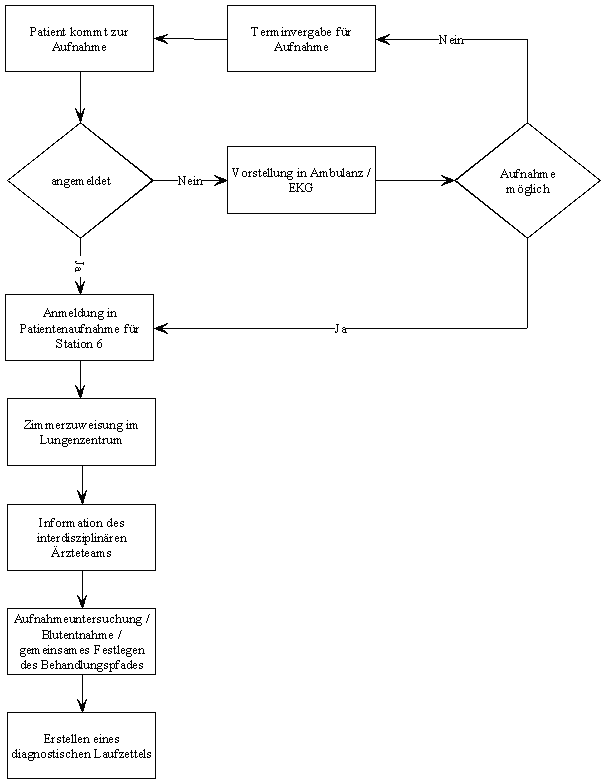 Patient kommt zur
Aufnahme
Terminvergabe für
Aufnahme
Nein
angemeldet
Nein
Vorstellung in Ambulanz /
EKG
Aufnahme
möglich
Ja
Anmeldung in
Patientenaufnahme für
Station 6
Ja
Zimmerzuweisung im
Lungenzentrum
Information des
interdisziplinären
Ärzteteams
Aufnahmeuntersuchung /
Blutentnahme /
gemeinsames Festlegen
des Behandlungspfades
Erstellen eines
diagnostischen Laufzettels